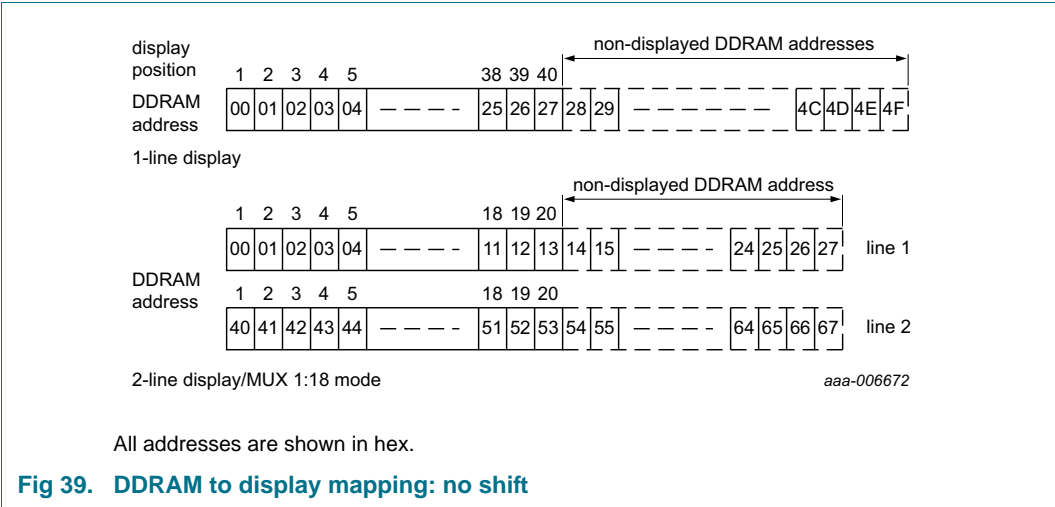 display position
non-displayed DDRAM addresses
1 2 3 4 5 38 39 40
DDRAM address
00 01 02 03 04 25 26 27 28 29 4C 4D 4E 4F
1-line display
non-displayed DDRAM address
1 2 3 4 5 18 19 20
00 01 02 03 04 11 12 13 14 15 24 25 26 27 line 1
DDRAM address
1 2 3 4 5 18 19 20
40 41 42 43 44 51 52 53 54 55 64 65 66 67 line 2
2-line display/MUX 1:18 mode
aaa-006672
All addresses are shown in hex.
Fig 39. DDRAM to display mapping: no shift